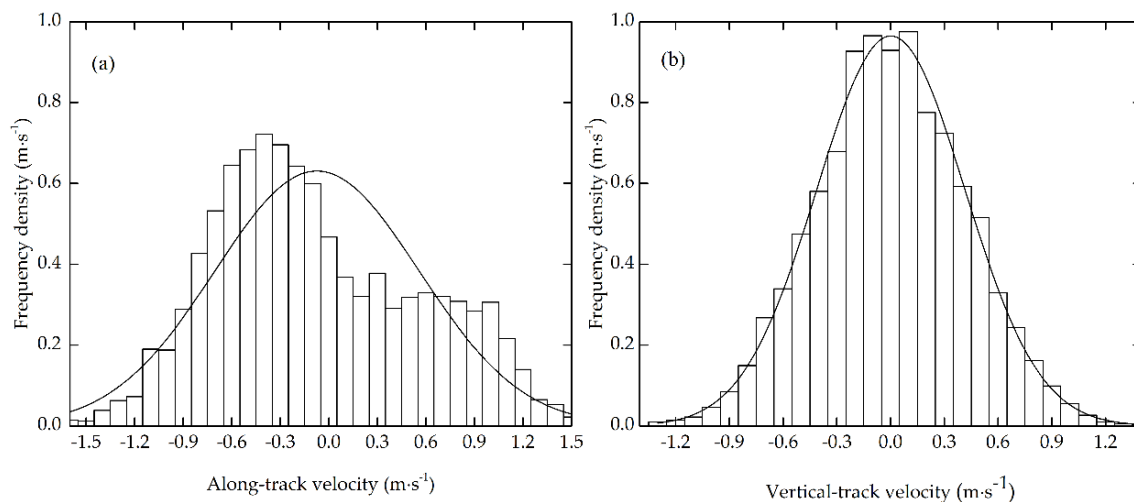 (a)
Frequency density (m·s⁻¹)
1.0
0.8
0.6
0.4
0.2
0.0
-1.5 -1.2 -0.9 -0.6 -0.3 0.0 0.3 0.6 0.9 1.2 1.5
Along-track velocity (m·s⁻¹)
(b)
Frequency density (m·s⁻¹)
1.0
0.8
0.6
0.4
0.2
0.0
-1.2 -0.9 -0.6 -0.3 0.0 0.3 0.6 0.9 1.2
Vertical-track velocity (m·s⁻¹)